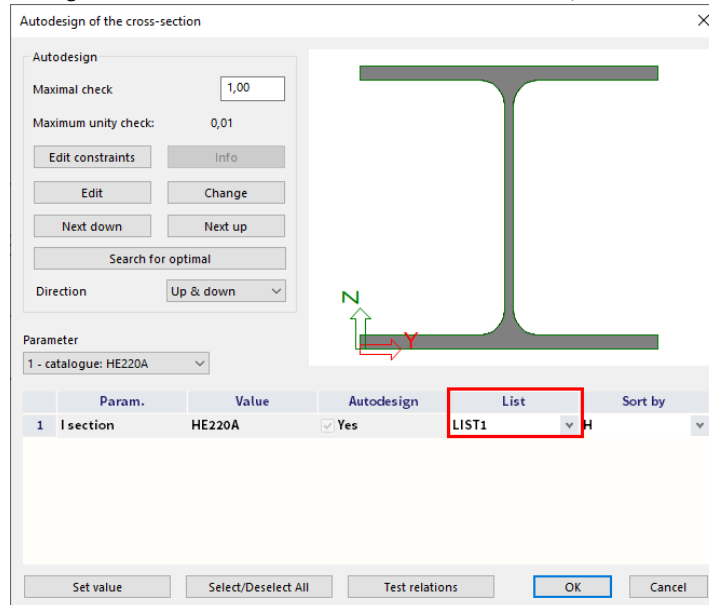 Autodesign of the cross-section
Autodesign
Maximal check 1,00
Maximum unity check: 0,01
Edit constraints Info
Edit Change
Next down Next up
Search for optimal
Direction Up & down
Z
Y
Parameter
1 - catalogue: HE220A
Param. Value Autodesign List Sort by
1 I section HE220A Yes LIST1 H
Set value Select/Deselect All Test relations OK Cancel